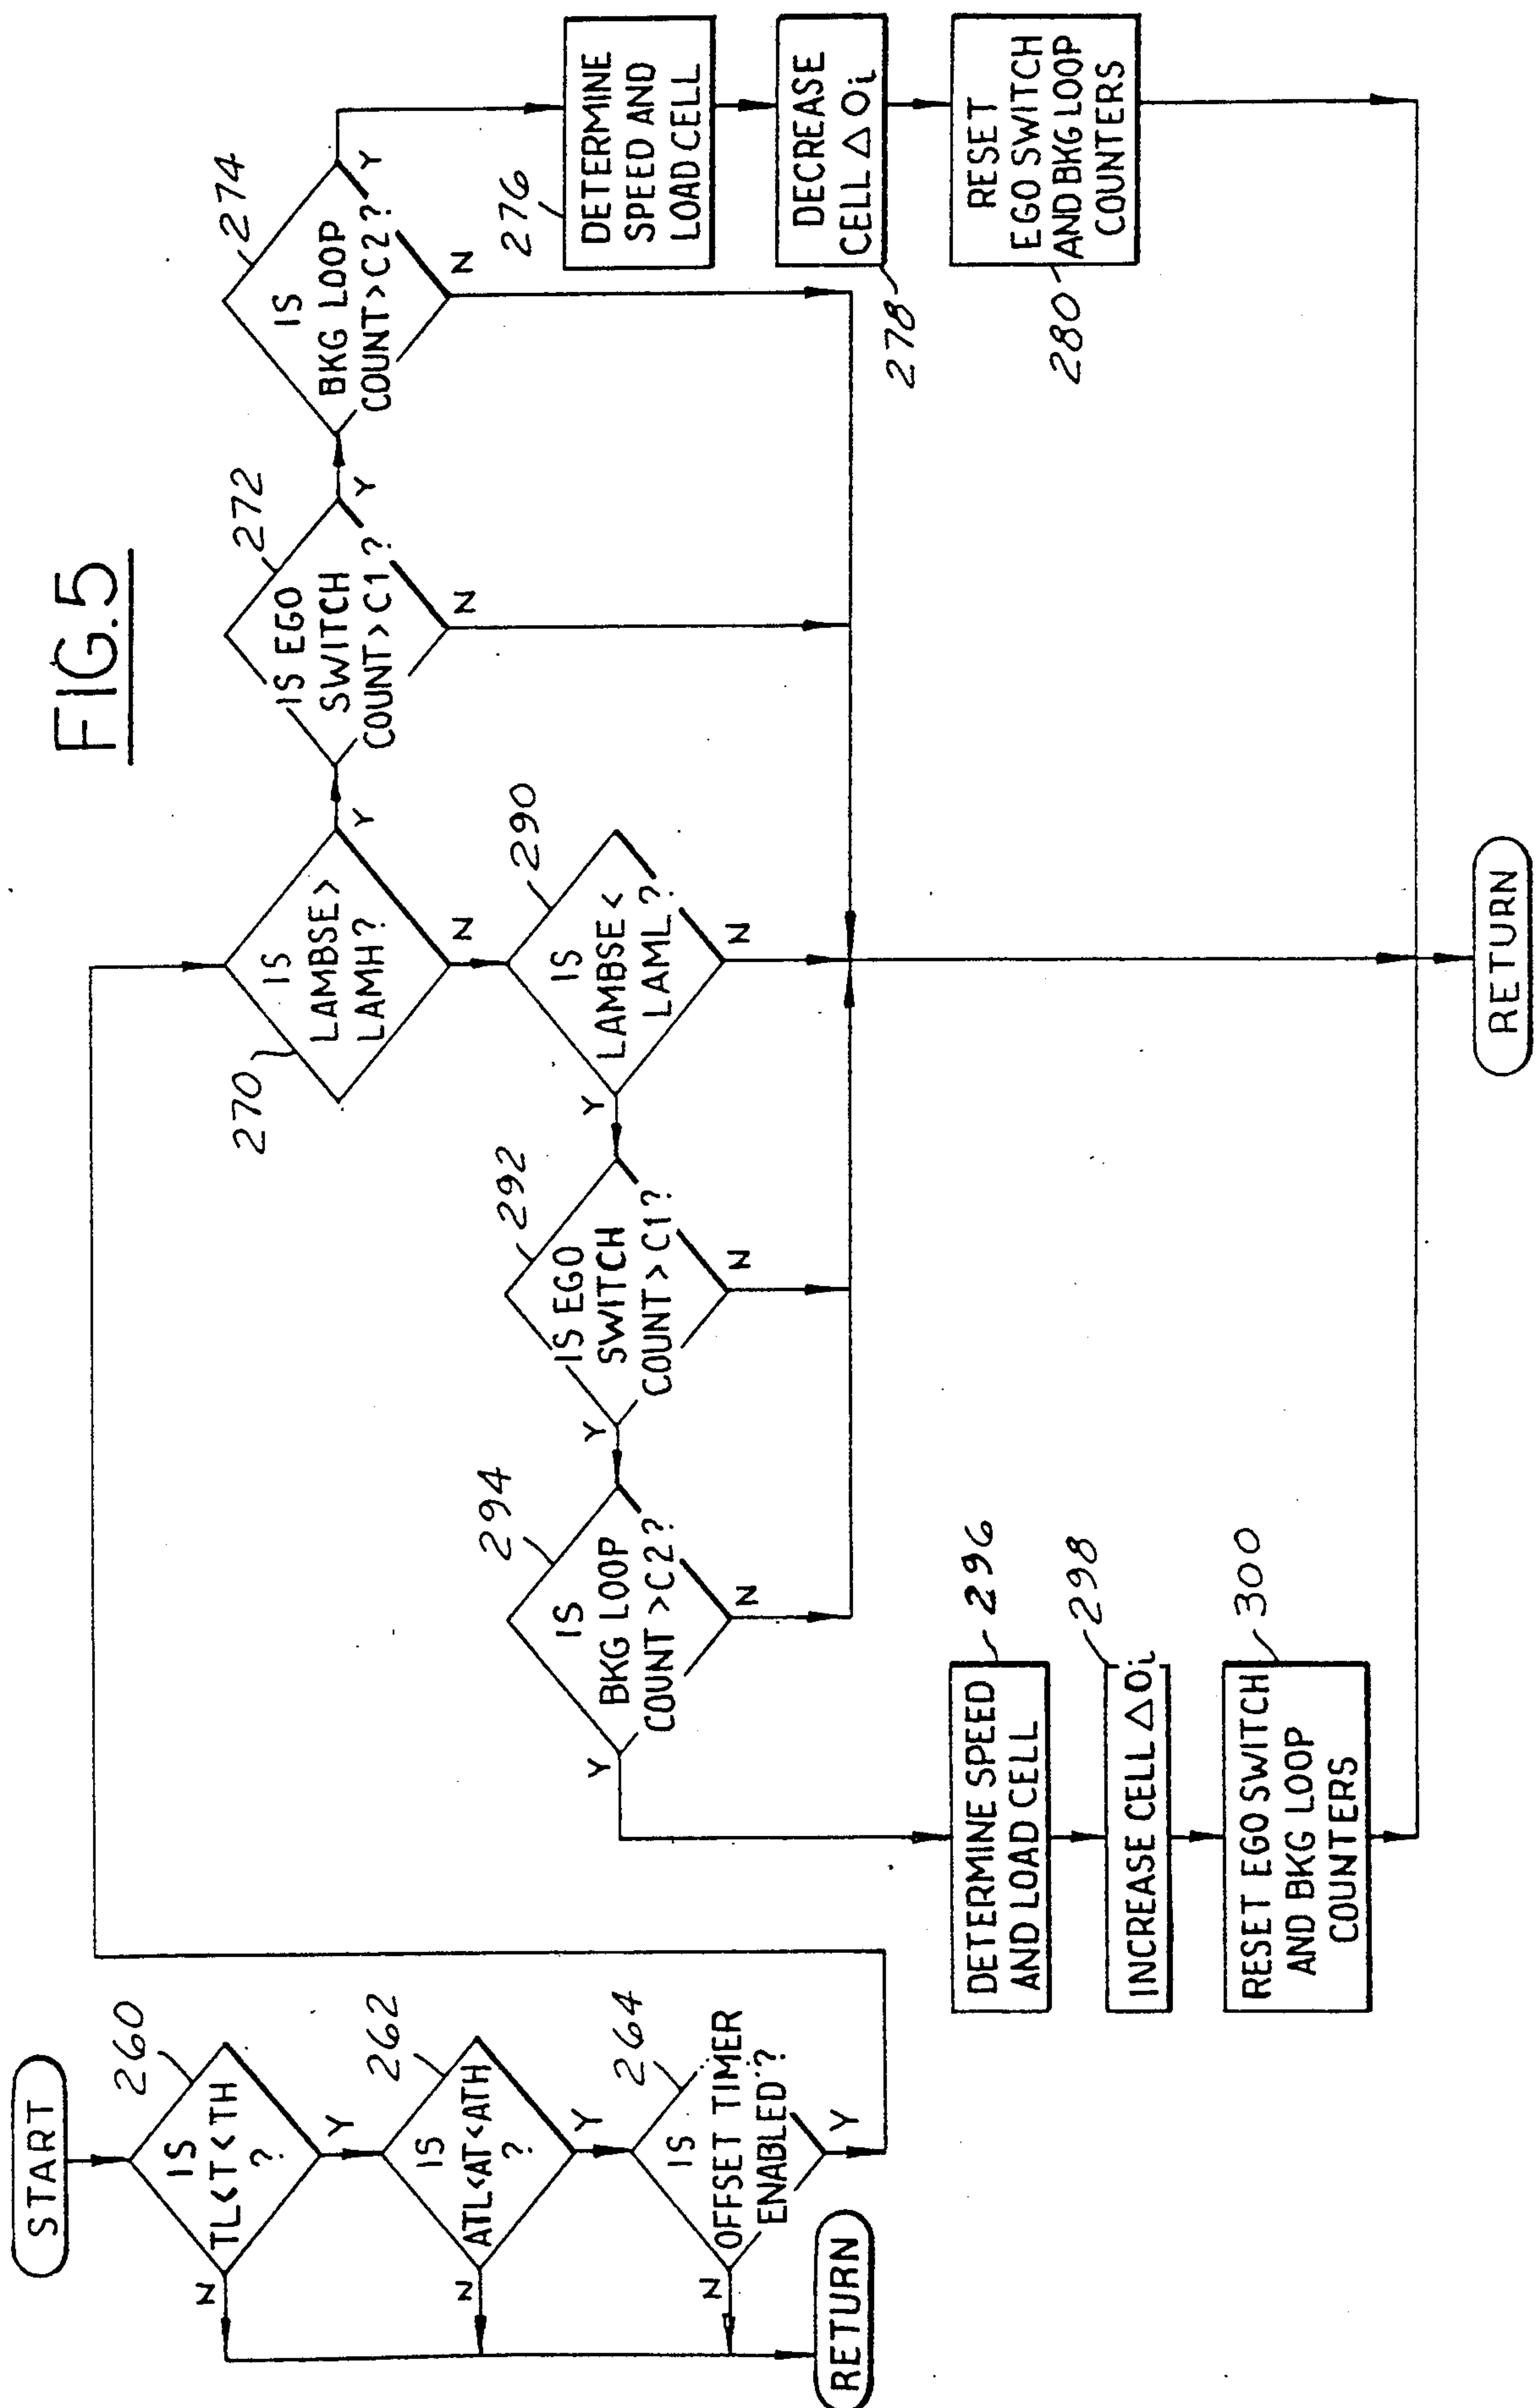 FIG.5
START
260
IS
TL<T<TH
?
N
Y
262
IS
ATL<AT<ATH
?
N
Y
264
IS
OFFSET TIMER
ENABLED?
N
Y
RETURN
270
IS
LAMBSE>
LAMH?
Y
N
272
IS EGO
SWITCH
COUNT>C1?
Y
N
274
IS
BKG LOOP
COUNT>C2?
Y
N
276
DETERMINE
SPEED AND
LOAD CELL
278
DECREASE
CELL ΔOi
280
RESET
EGO SWITCH
AND BKG LOOP
COUNTERS
290
IS
LAMBSE<
LAML?
Y
N
292
IS EGO
SWITCH
COUNT>C1?
Y
N
294
IS
BKG LOOP
COUNT>C2?
Y
N
296
DETERMINE SPEED
AND LOAD CELL
298
INCREASE CELL ΔOi
300
RESET EGO SWITCH
AND BKG LOOP
COUNTERS
RETURN